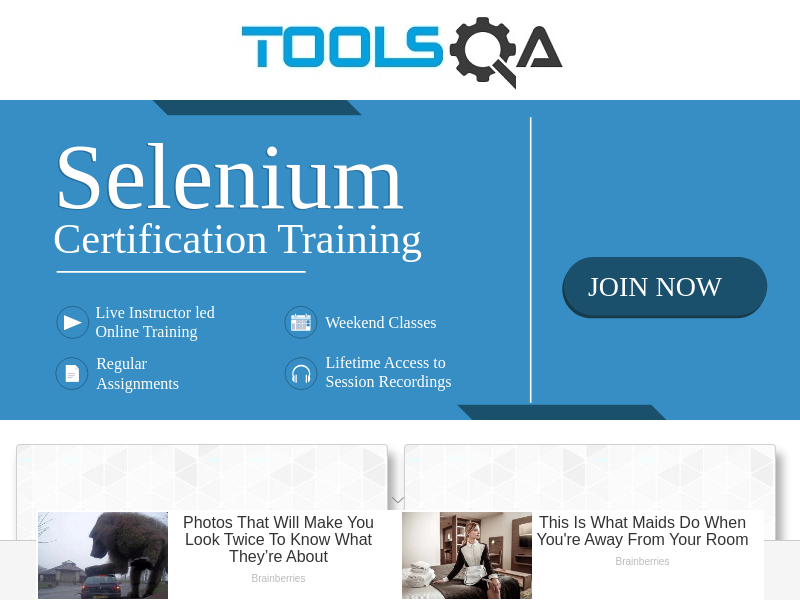 TOOLSQA
Selenium
Certification Training
JOIN NOW
Live Instructor led
Online Training
Weekend Classes
Regular
Assignments
Lifetime Access to
Session Recordings
Photos That Will Make You
Look Twice To Know What
They're About
Brainberries
This Is What Maids Do When
You're Away From Your Room
Brainberries